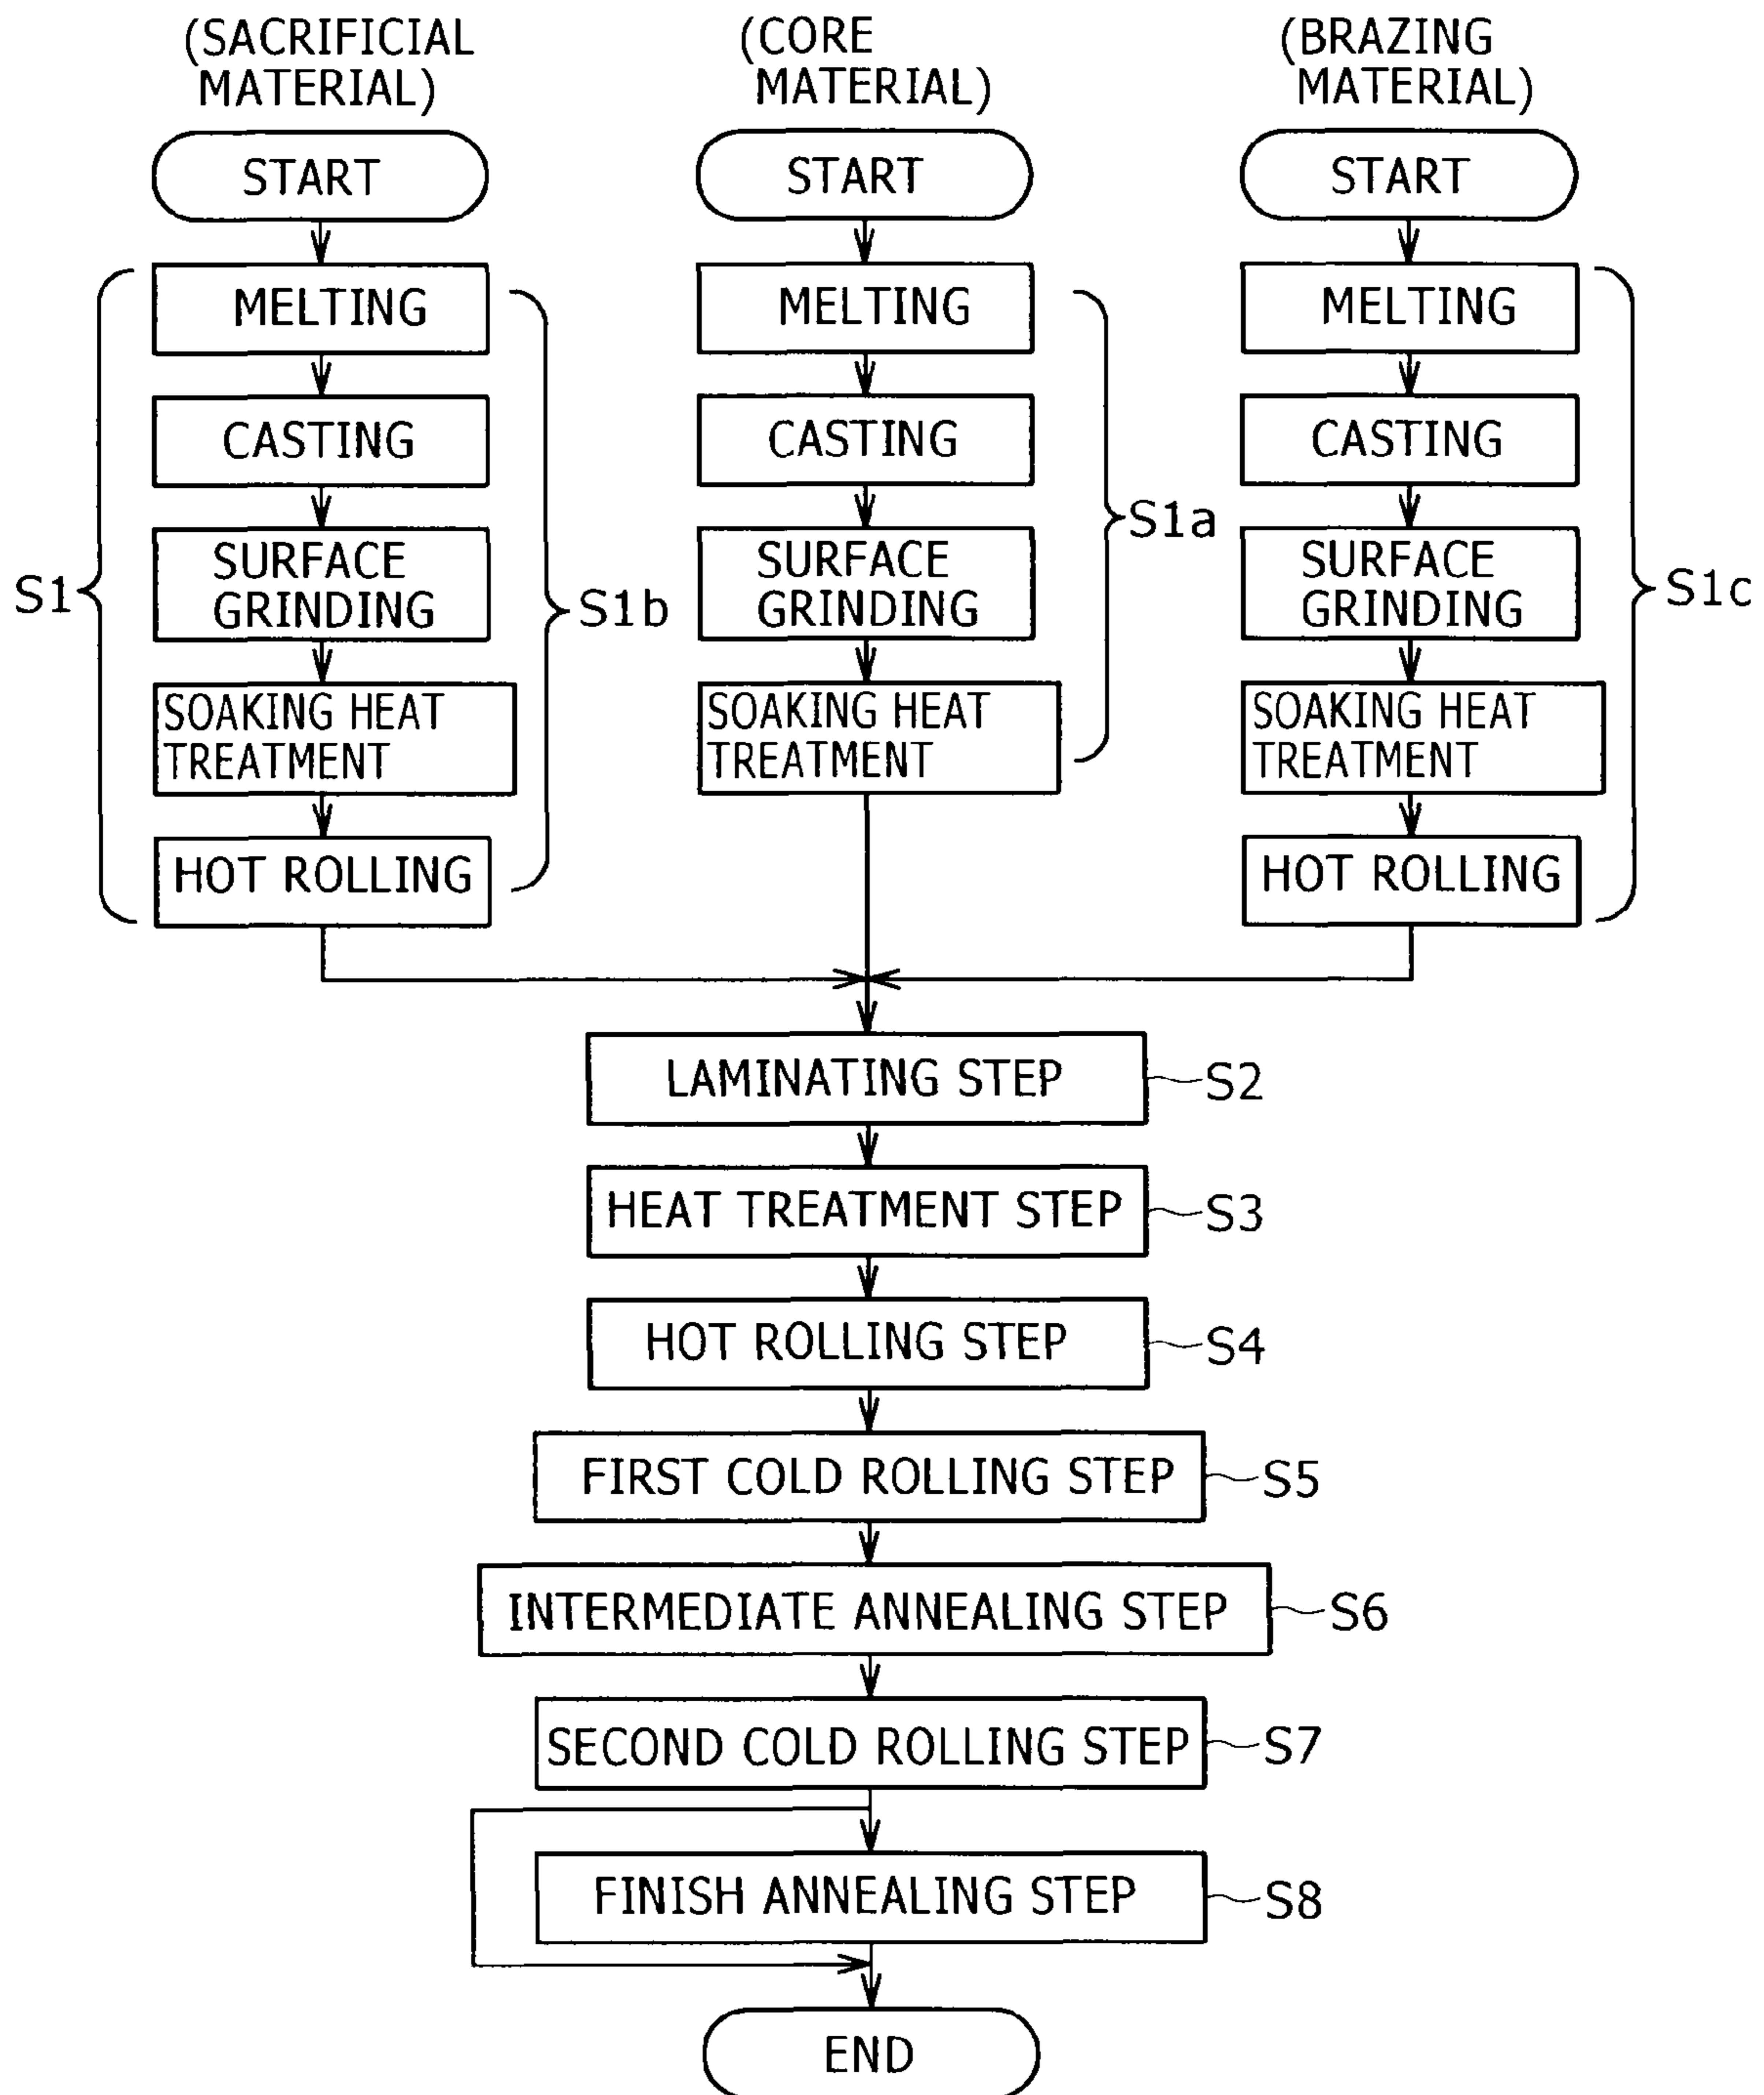 (SACRIFICIAL
MATERIAL)
START
MELTING
CASTING
SURFACE
GRINDING
SOAKING HEAT
TREATMENT
HOT ROLLING
S1
S1b
(CORE
MATERIAL)
START
MELTING
CASTING
SURFACE
GRINDING
SOAKING HEAT
TREATMENT
S1a
(BRAZING
MATERIAL)
START
MELTING
CASTING
SURFACE
GRINDING
SOAKING HEAT
TREATMENT
HOT ROLLING
S1c
LAMINATING STEP
S2
HEAT TREATMENT STEP
S3
HOT ROLLING STEP
S4
FIRST COLD ROLLING STEP
S5
INTERMEDIATE ANNEALING STEP
S6
SECOND COLD ROLLING STEP
S7
FINISH ANNEALING STEP
S8
END